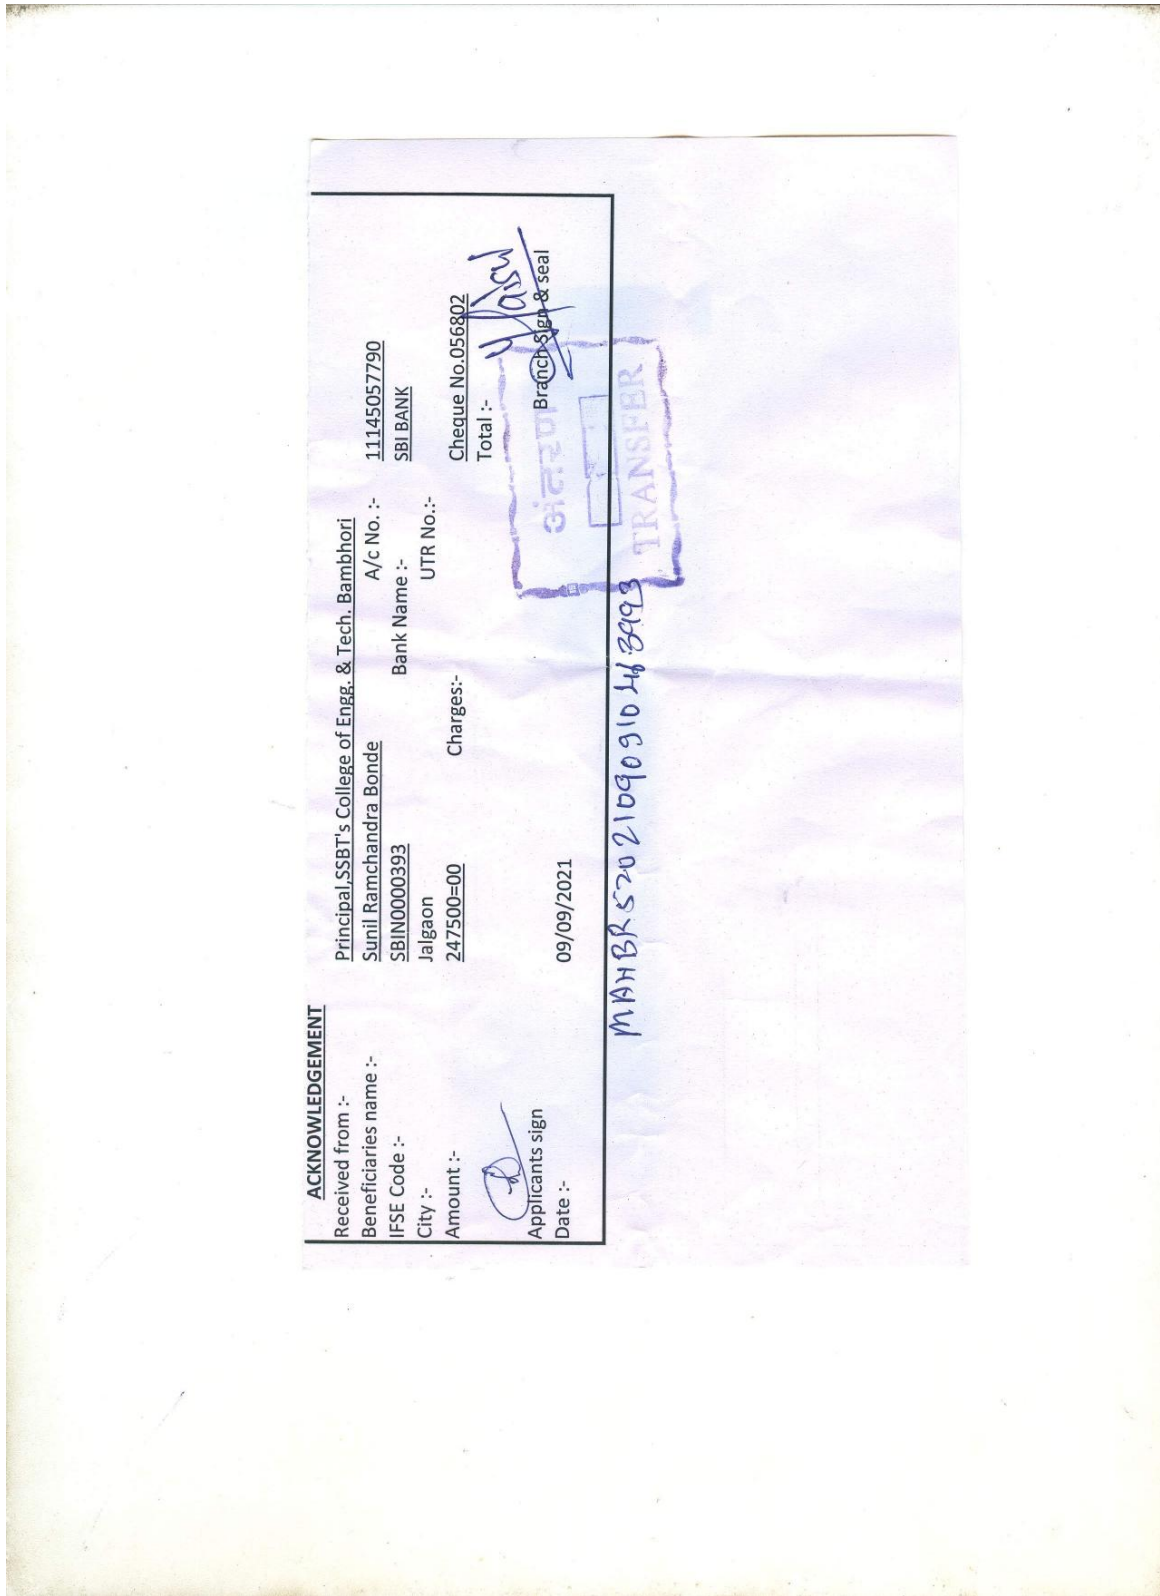 ACKNOWLEDGEMENT
Received from :- Principal,SSBT's College of Engg. & Tech. Bambhori
Beneficiaries name :- Sunil Ramchandra Bonde A/c No. :- 11145057790
IFSE Code :- SBIN0000393 Bank Name :- SBI BANK
City :- Jalgaon UTR No.:-
Amount :- 247500=00 Charges:- Cheque No.056802
Total :-
अंतरण
Applicants sign Branch sign & seal
Date :- 09/09/2021
TRANSFER
MAHBR52021090910463993